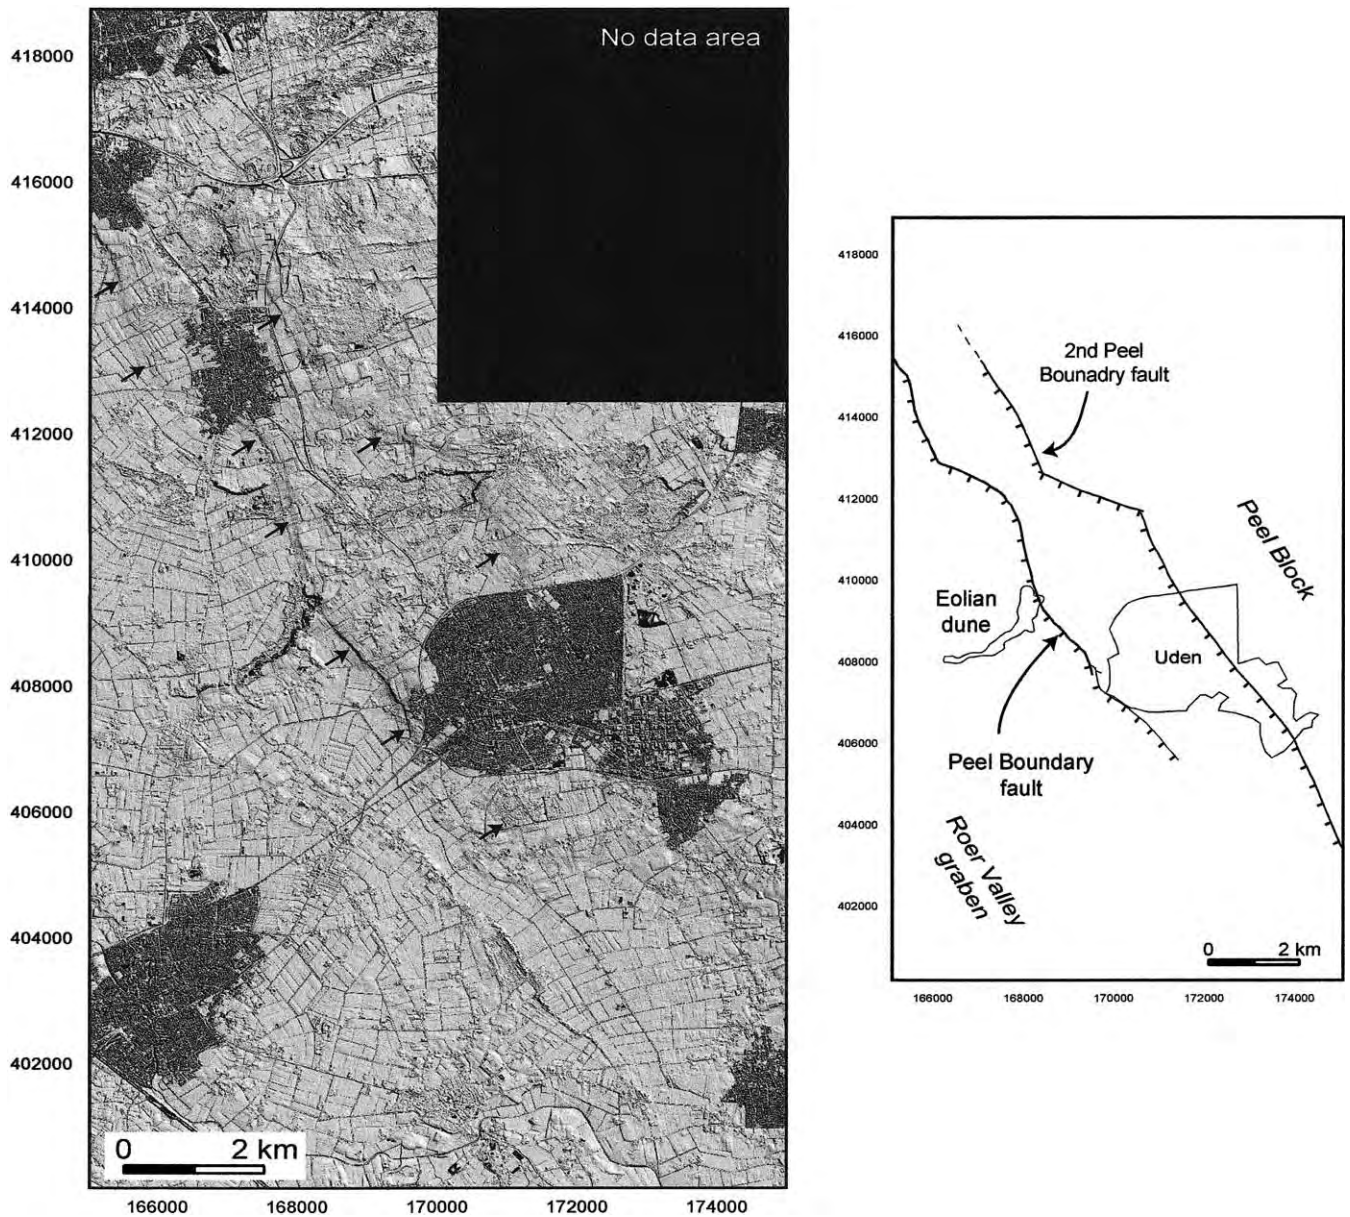 No data area
418000
416000
414000
412000
410000
408000
406000
404000
402000
0 2 km
166000 168000 170000 172000 174000
418000
416000
414000
412000
410000
408000
406000
404000
402000
2nd Peel
Bounadry fault
Peel Block
Eolian
dune
Uden
Peel Boundary
fault
Roer Valley
graben
0 2 km
166000 168000 170000 172000 174000